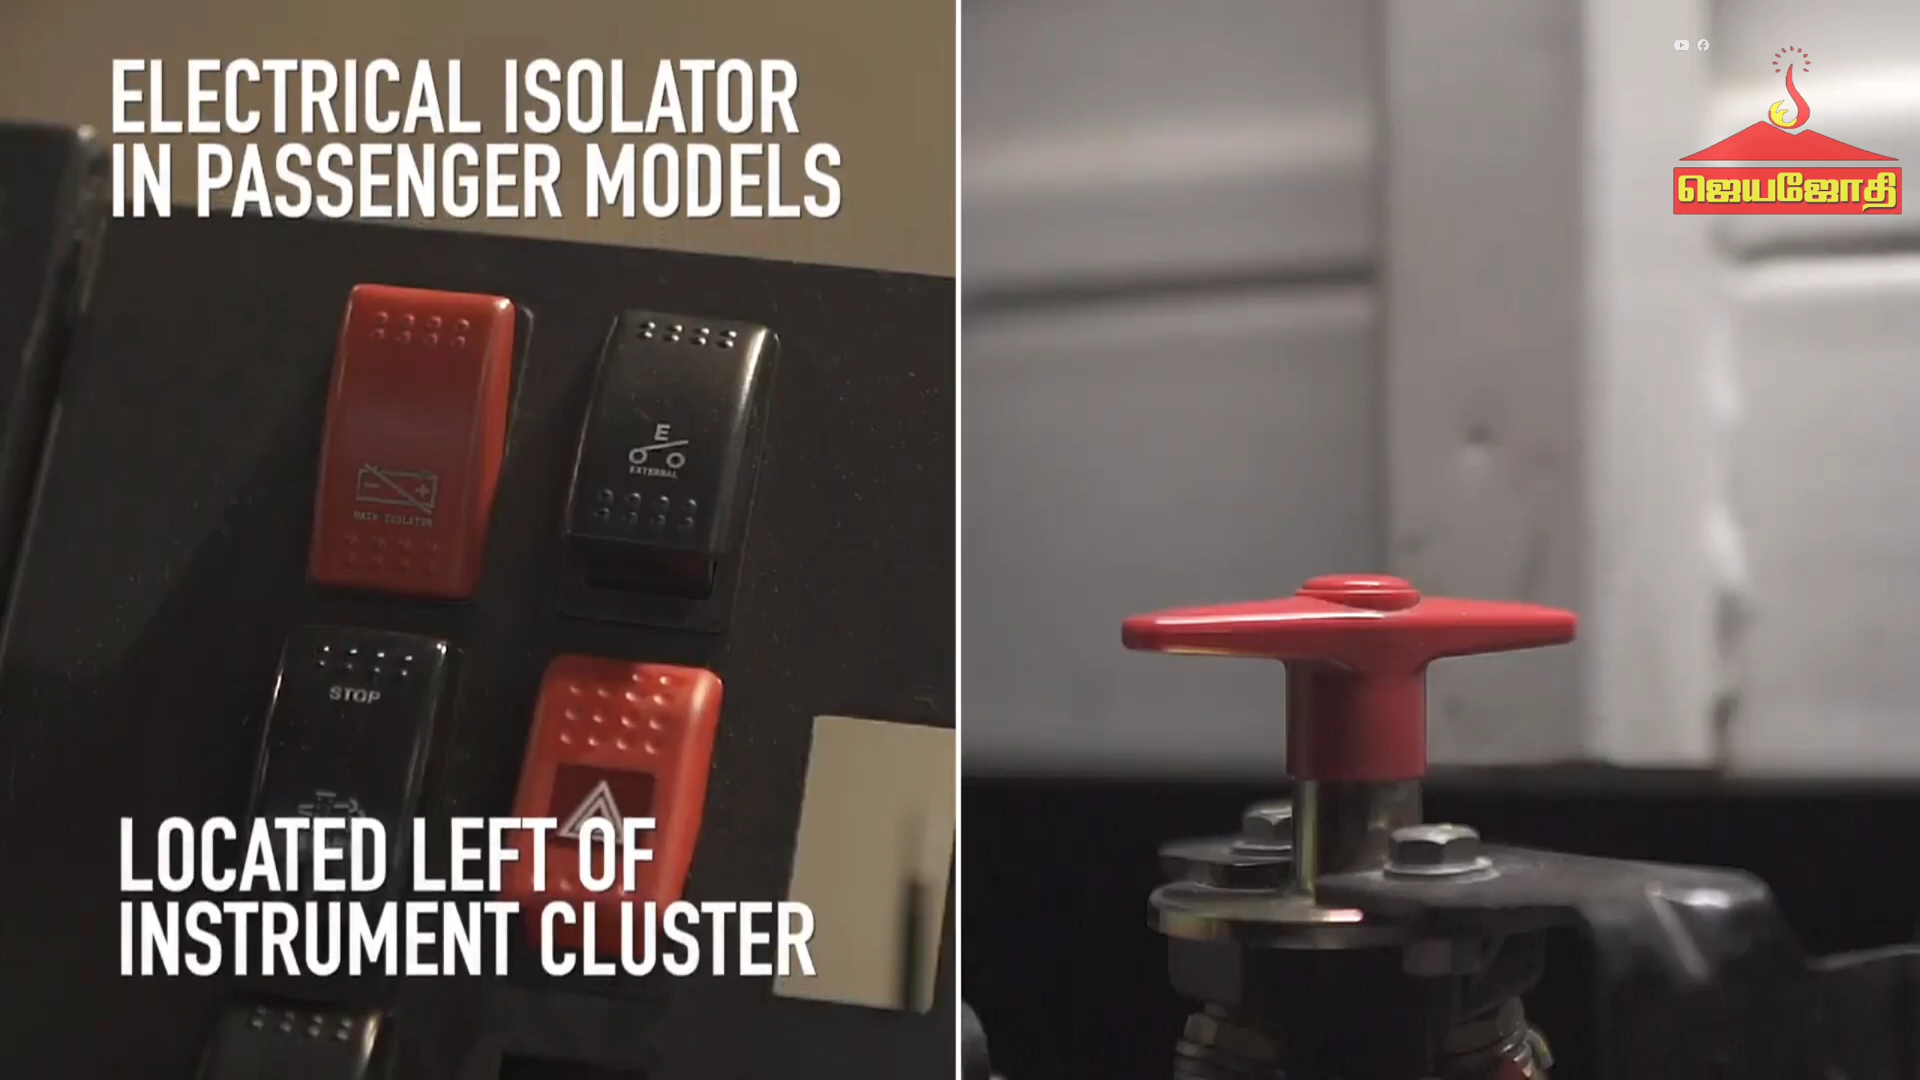 ELECTRICAL ISOLATOR
IN PASSENGER MODELS
ஜெயஜோதி
E
EXTERNAL
MAIN ISOLATOR
STOP
LOCATED LEFT OF
INSTRUMENT CLUSTER